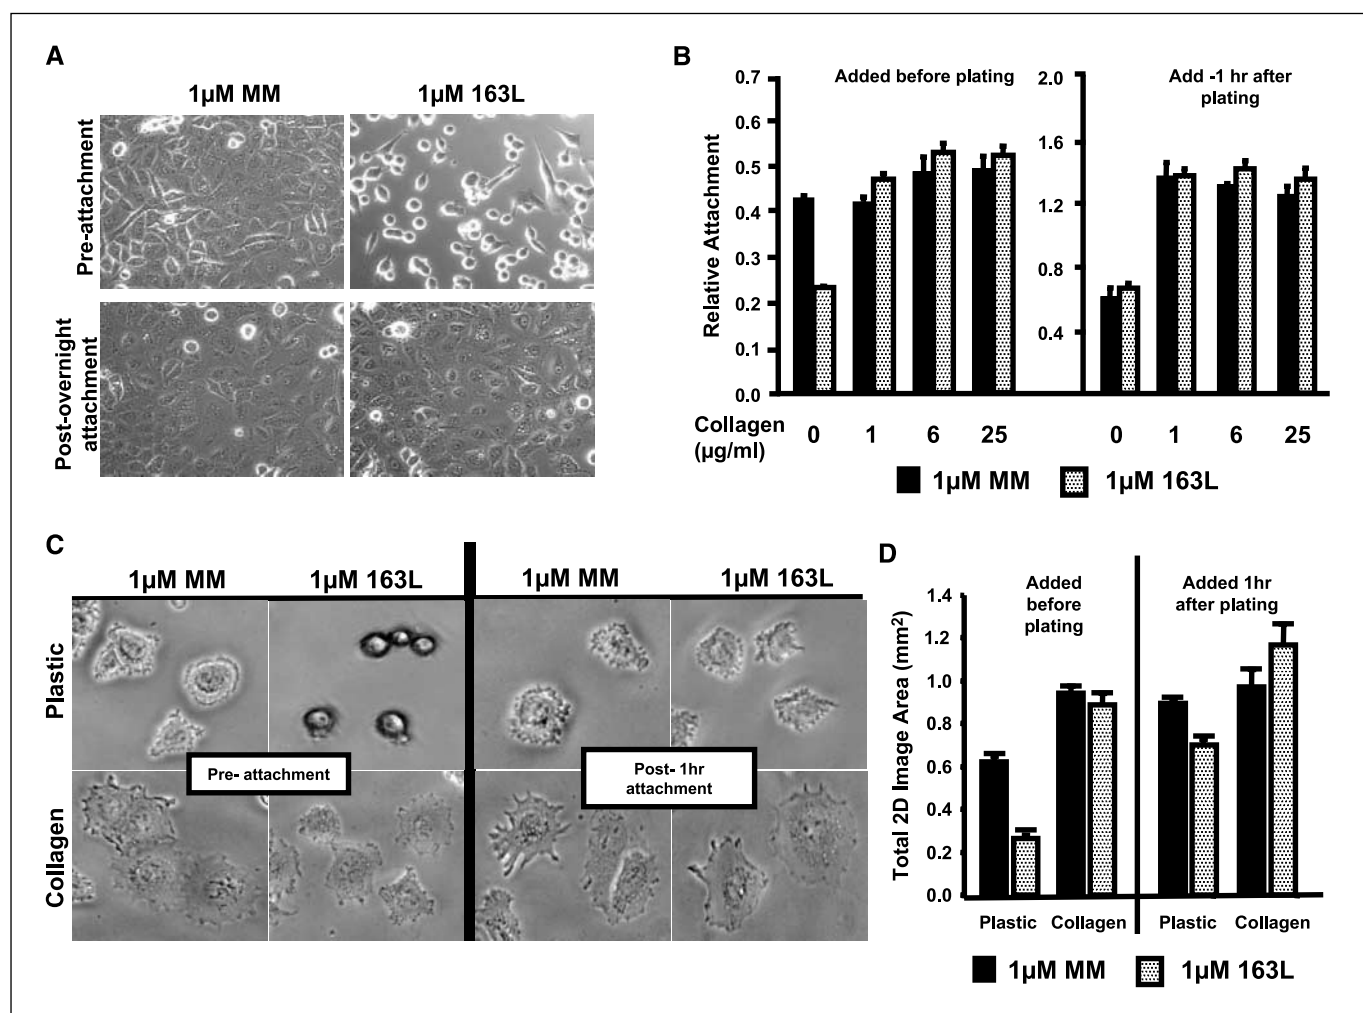 A
1µM MM
1µM 163L
Pre-attachment
Post-overnight
attachment
B
Relative Attachment
0.7
0.6
0.5
0.4
0.3
0.2
0.1
0.0
Added before plating
2.0
1.6
1.2
0.8
0.4
Add -1 hr after
plating
Collagen
(µg/ml)
0
1
6
25
0
1
6
25
1µM MM
1µM 163L
C
1µM MM
1µM 163L
1µM MM
1µM 163L
Plastic
Collagen
Pre- attachment
Post- 1hr
attachment
D
Total 2D Image Area (mm²)
1.4
1.2
1.0
0.8
0.6
0.4
0.2
0.0
Added
before
plating
Added 1hr
after plating
Plastic
Collagen
Plastic
Collagen
1µM MM
1µM 163L